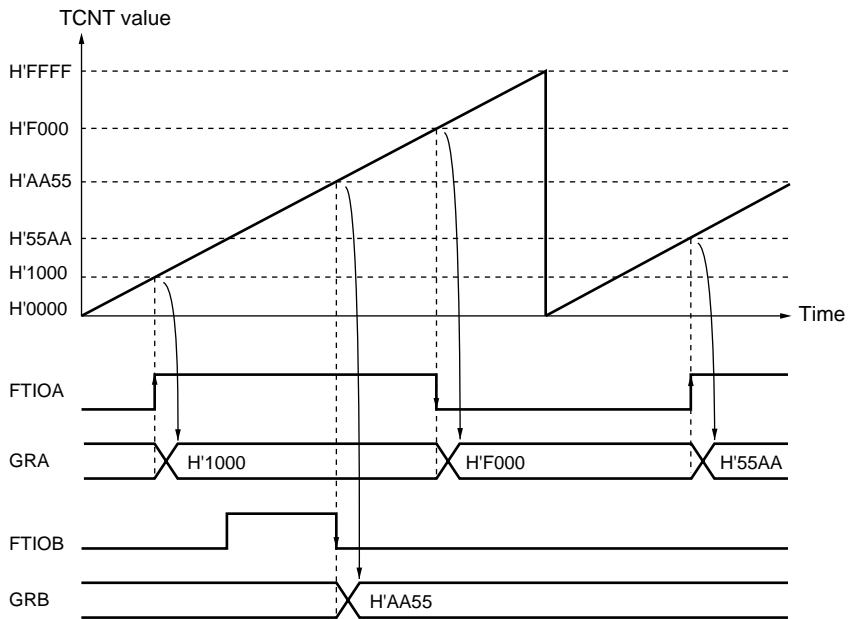 TCNT value
H'FFFF
H'F000
H'AA55
H'55AA
H'1000
H'0000
Time
FTIOA
GRA
H'1000
H'F000
H'55AA
FTIOB
GRB
H'AA55